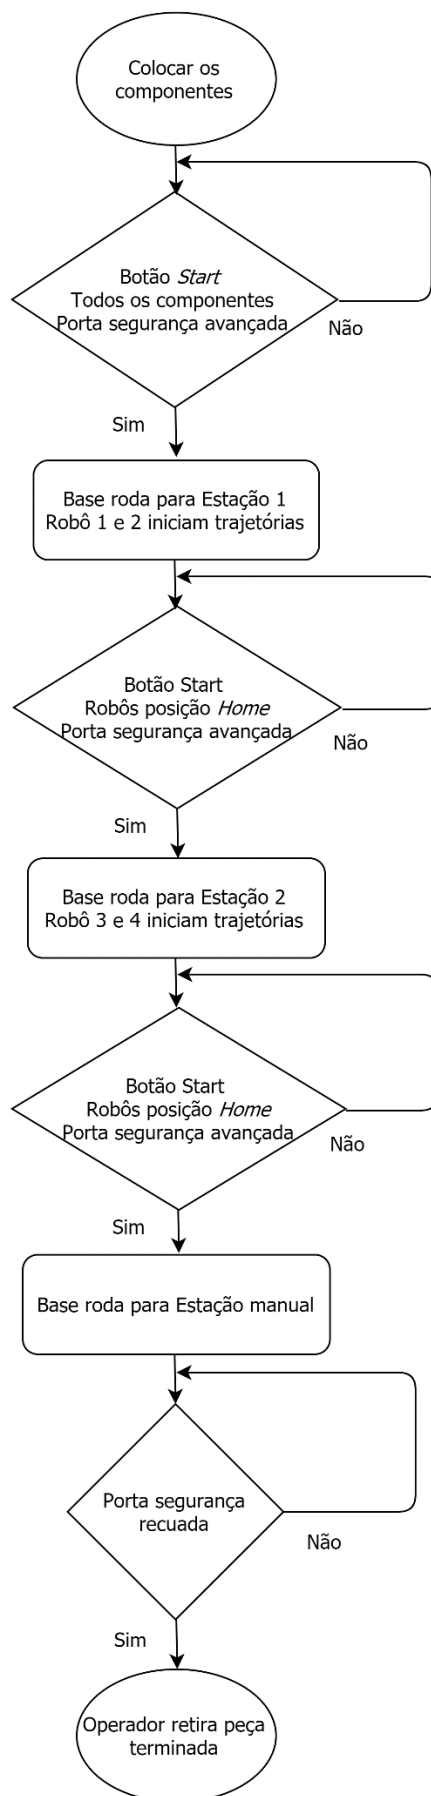 Colocar os
componentes
Botão Start
Todos os componentes
Porta segurança avançada
Não
Sim
Base roda para Estação 1
Robô 1 e 2 iniciam trajetórias
Botão Start
Robôs posição Home
Porta segurança avançada
Não
Sim
Base roda para Estação 2
Robô 3 e 4 iniciam trajetórias
Botão Start
Robôs posição Home
Porta segurança avançada
Não
Sim
Base roda para Estação manual
Porta segurança
recuada
Não
Sim
Operador retira peça
terminada